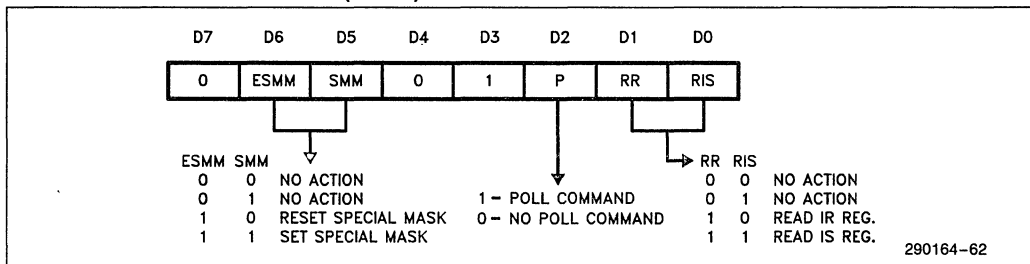 D7 D6 D5 D4 D3 D2 D1 D0
0 ESMM SMM 0 1 P RR RIS
ESMM SMM
0 0 NO ACTION
0 1 NO ACTION
1 0 RESET SPECIAL MASK
1 1 SET SPECIAL MASK
1 – POLL COMMAND
0 – NO POLL COMMAND
RR RIS
0 0 NO ACTION
0 1 NO ACTION
1 0 READ IR REG.
1 1 READ IS REG.
290164–62